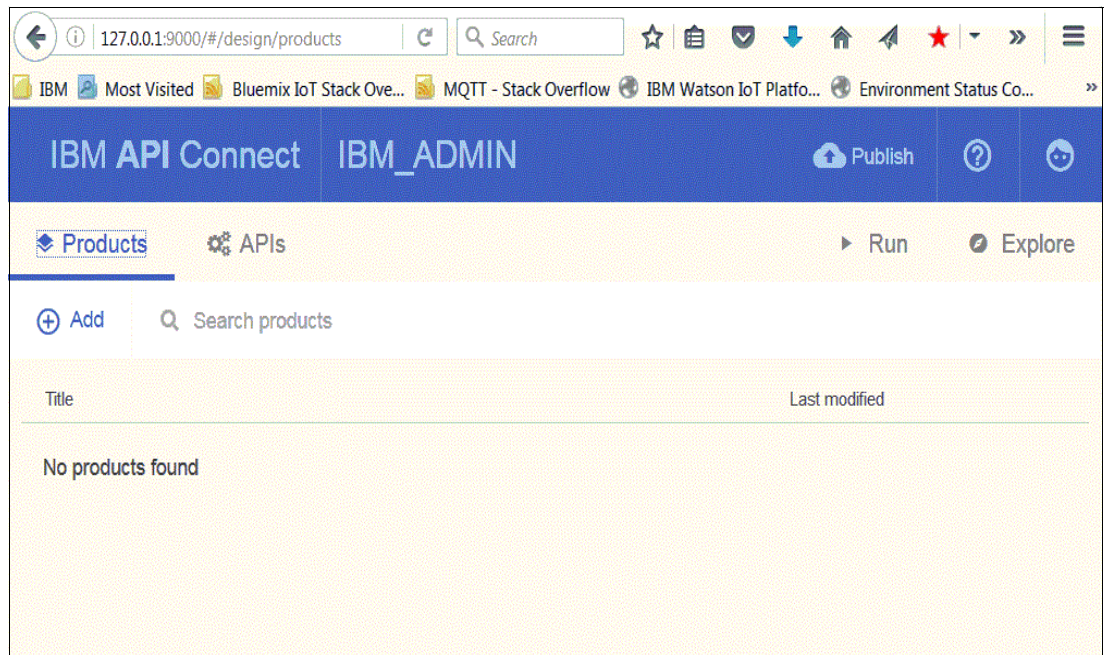 127.0.0.1:9000/#/design/products Search
IBM Most Visited Bluemix IoT Stack Ove... MQTT - Stack Overflow IBM Watson IoT Platfo... Environment Status Co...
IBM API Connect IBM_ADMIN Publish
Products APIs Run Explore
Add Search products
Title Last modified
No products found